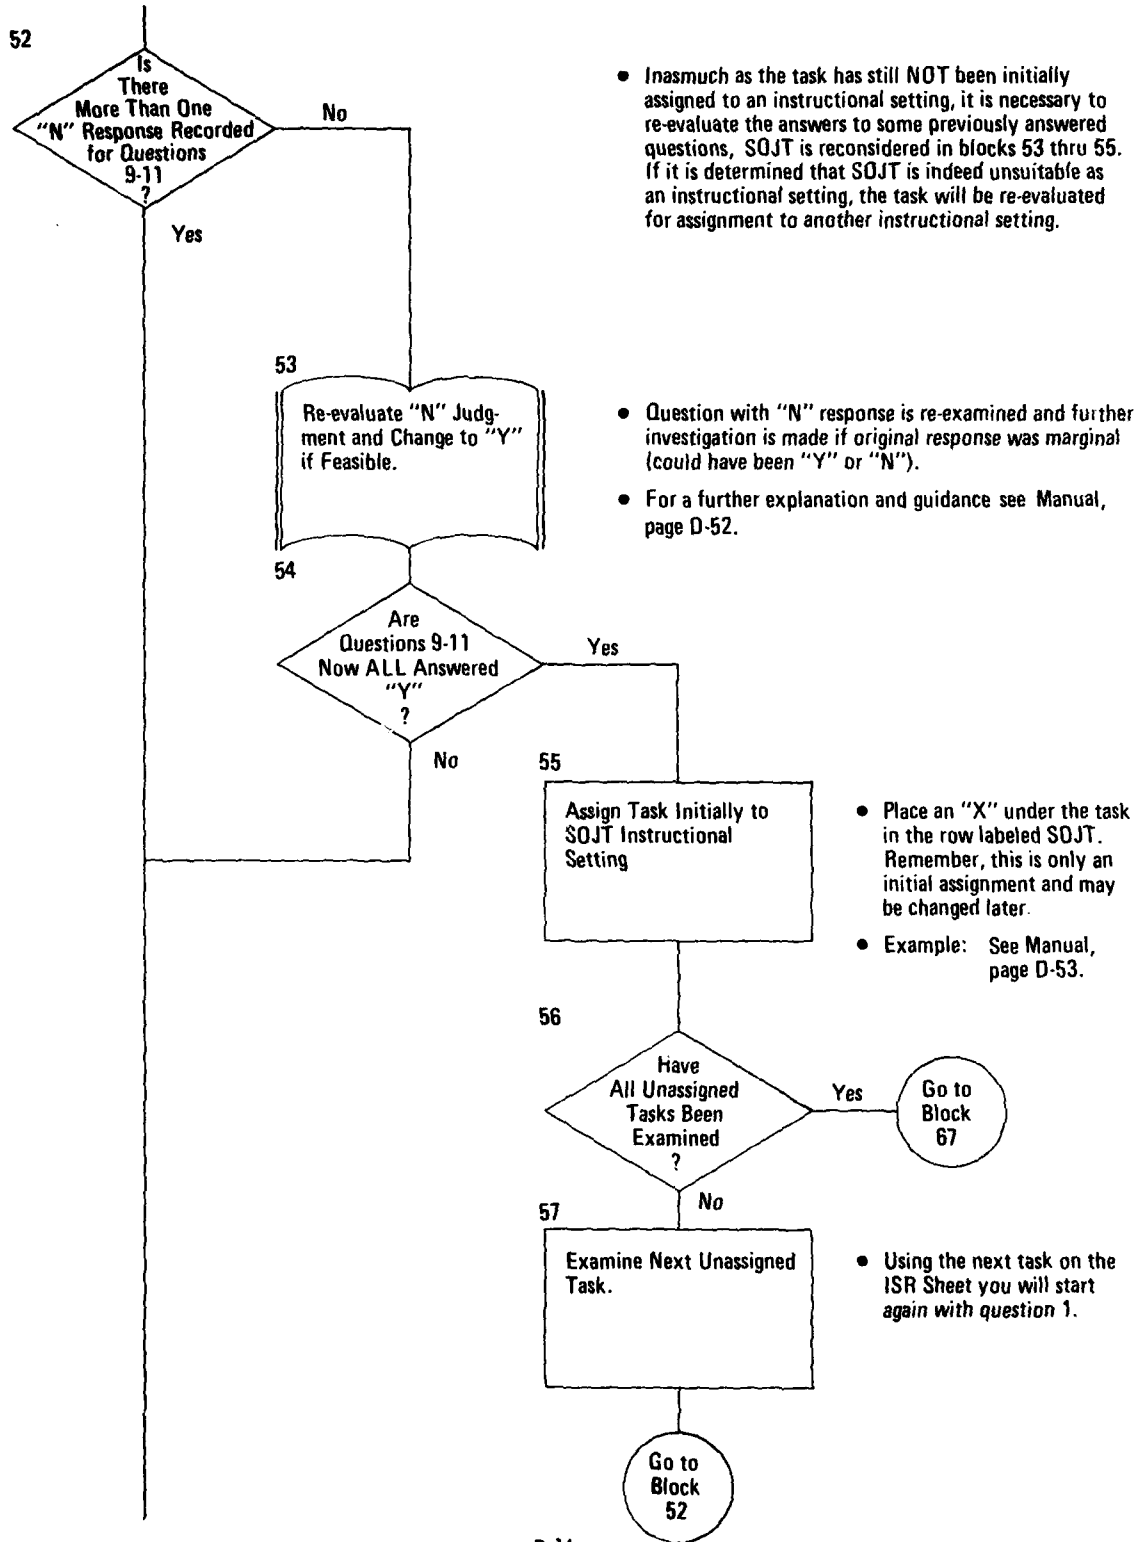 52
Is
There
More Than One
"N" Response Recorded
for Questions
9-11
?
No
Yes
● Inasmuch as the task has still NOT been initially
assigned to an instructional setting, it is necessary to
re-evaluate the answers to some previously answered
questions, SOJT is reconsidered in blocks 53 thru 55.
If it is determined that SOJT is indeed unsuitable as
an instructional setting, the task will be re-evaluated
for assignment to another instructional setting.
53
Re-evaluate "N" Judg-
ment and Change to "Y"
if Feasible.
● Question with "N" response is re-examined and further
investigation is made if original response was marginal
(could have been "Y" or "N").
● For a further explanation and guidance see Manual,
page D-52.
54
Are
Questions 9-11
Now ALL Answered
"Y"
?
Yes
No
55
Assign Task Initially to
SOJT Instructional
Setting
● Place an "X" under the task
in the row labeled SOJT.
Remember, this is only an
initial assignment and may
be changed later.
● Example: See Manual,
page D-53.
56
Have
All Unassigned
Tasks Been
Examined
?
Yes
Go to
Block
67
No
57
Examine Next Unassigned
Task.
● Using the next task on the
ISR Sheet you will start
again with question 1.
Go to
Block
52